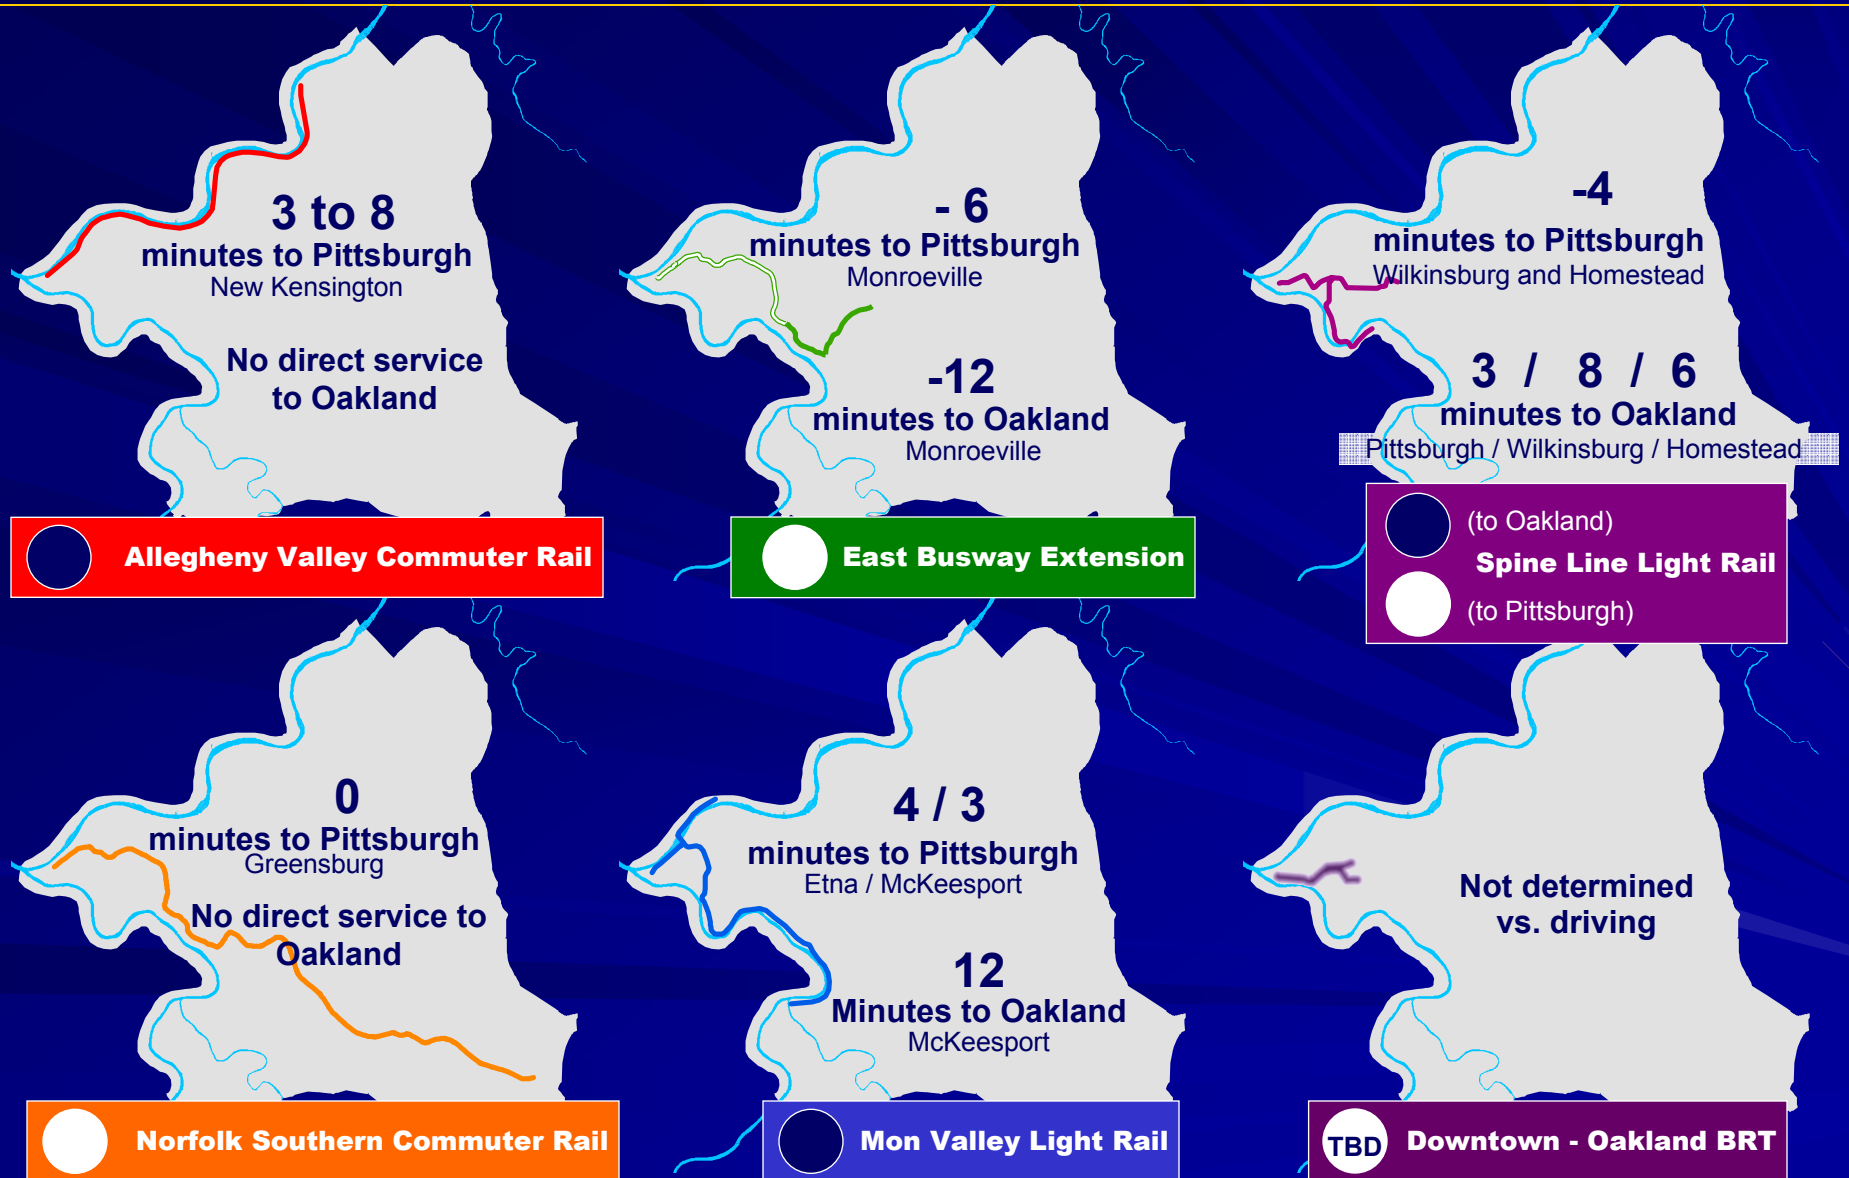 3 to 8
minutes to Pittsburgh
New Kensington
No direct service
to Oakland
Allegheny Valley Commuter Rail
- 6
minutes to Pittsburgh
Monroeville
-12
minutes to Oakland
Monroeville
East Busway Extension
-4
minutes to Pittsburgh
Wilkinsburg and Homestead
3 / 8 / 6
minutes to Oakland
Pittsburgh / Wilkinsburg / Homestead
(to Oakland)
Spine Line Light Rail
(to Pittsburgh)
0
minutes to Pittsburgh
Greensburg
No direct service to
Oakland
Norfolk Southern Commuter Rail
4 / 3
minutes to Pittsburgh
Etna / McKeesport
12
Minutes to Oakland
McKeesport
Mon Valley Light Rail
Not determined
vs. driving
TBD
Downtown - Oakland BRT